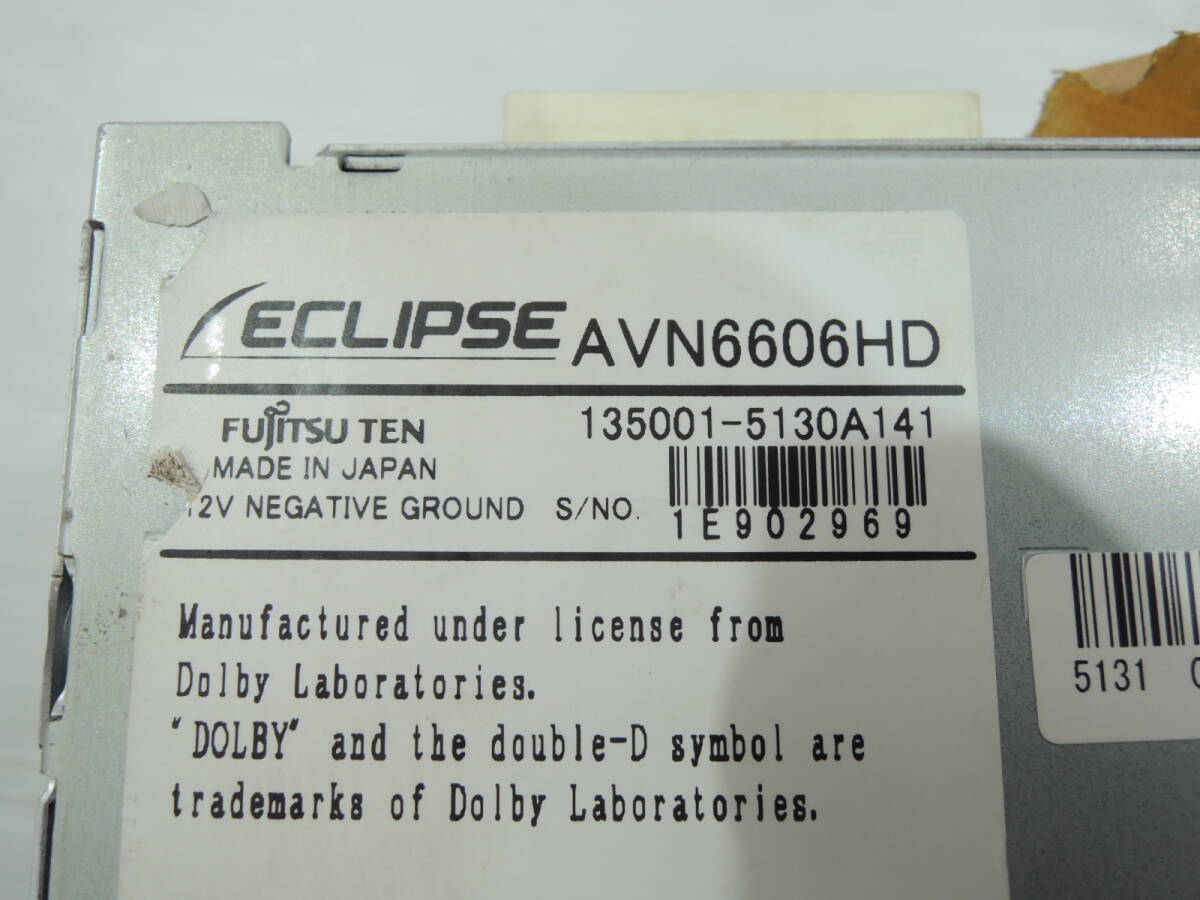 ECLIPSE AVN6606HD
FUJITSU TEN 135001-5130A141
MADE IN JAPAN
12V NEGATIVE GROUND S/NO.
1E902969
Manufactured under license from
Dolby Laboratories.
"DOLBY" and the double-D symbol are
trademarks of Dolby Laboratories.
5131